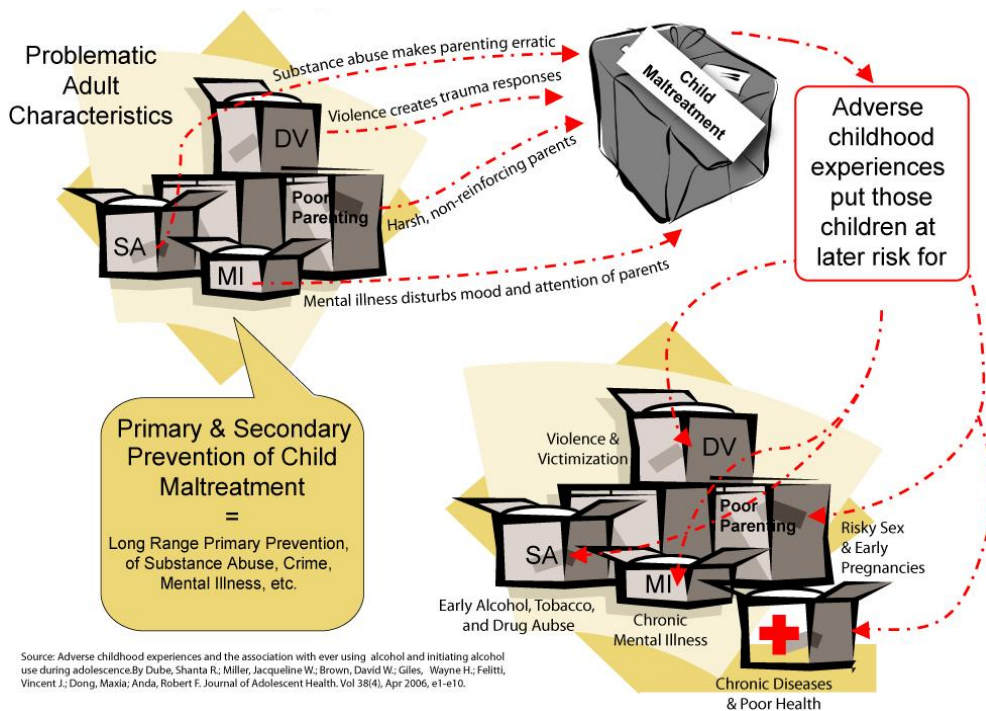 Problematic
Adult
Characteristics
Substance abuse makes parenting erratic
Violence creates trauma responses
Harsh, non-reinforcing parents
Mental illness disturbs mood and attention of parents
DV
Poor
Parenting
SA
MI
Child
Maltreatment
Adverse
childhood
experiences
put those
children at
later risk for
Primary & Secondary
Prevention of Child
Maltreatment
=
Long Range Primary Prevention,
of Substance Abuse, Crime,
Mental Illness, etc.
Violence &
Victimization
DV
Poor
Parenting
SA
MI
Risky Sex
& Early
Pregnancies
Early Alcohol, Tobacco,
and Drug Aubse
Chronic
Mental Illness
Chronic Diseases
& Poor Health
Source: Adverse childhood experiences and the association with ever using alcohol and initiating alcohol
use during adolescence.By Dube, Shanta R.; Miller, Jacqueline W.; Brown, David W.; Giles, Wayne H.; Felitti,
Vincent J.; Dong, Maxia; Anda, Robert F. Journal of Adolescent Health. Vol 38(4), Apr 2006, e1-e10.